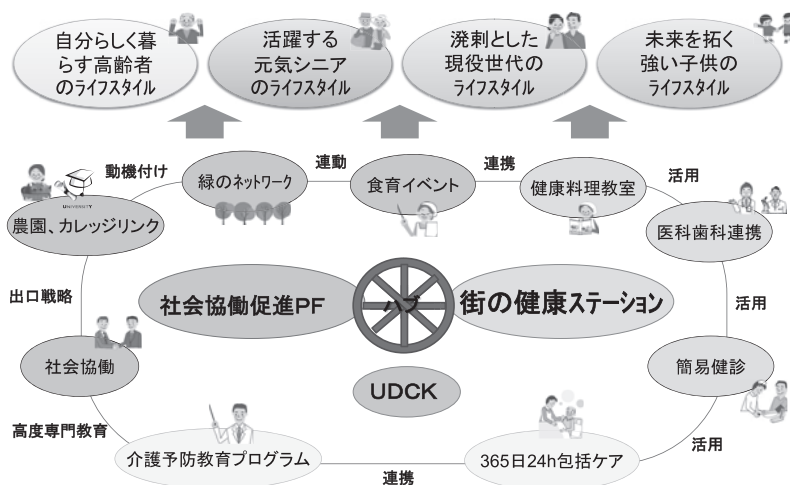 自分らしく暮
らす高齢者
のライフスタイル
活躍する
元気シニア
のライフスタイル
溌剌とした
現役世代の
ライフスタイル
未来を拓く
強い子供の
ライフスタイル
動機付け
緑のネットワーク
連動
食育イベント
連携
健康料理教室
活用
UNIVERSITY
農園、カレッジリンク
医科歯科連携
出口戦略
社会協働促進PF
ハブ
街の健康ステーション
活用
社会協働
UDCK
簡易健診
高度専門教育
介護予防教育プログラム
連携
365日24h包括ケア
活用